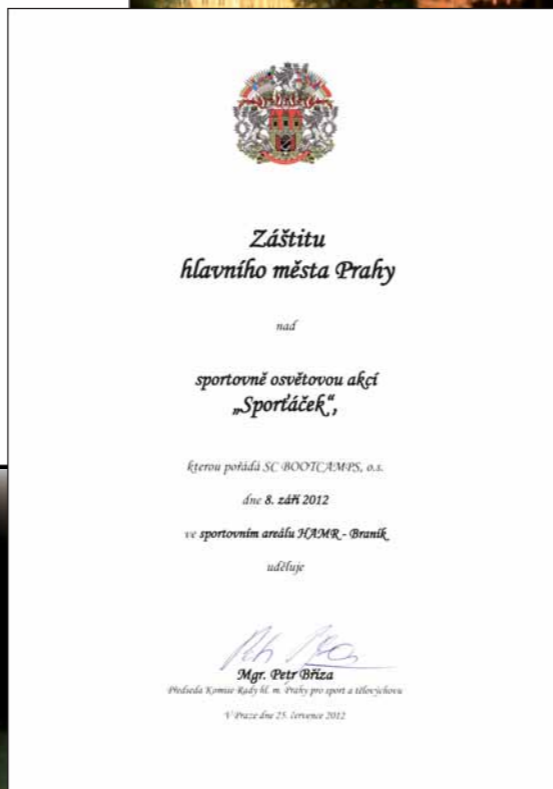 Záštitu
hlavního města Prahy
nad
sportovně osvětovou akcí
„Sporťáček“,
kterou pořádá SC BOOTCAMPS, o.s.
dne 8. září 2012
ve sportovním areálu HAMR - Braník
uděluje
Mgr. Petr Bříza
Předseda Komise Rady hl. m. Prahy pro sport a tělovýchovu
V Praze dne 25. července 2012